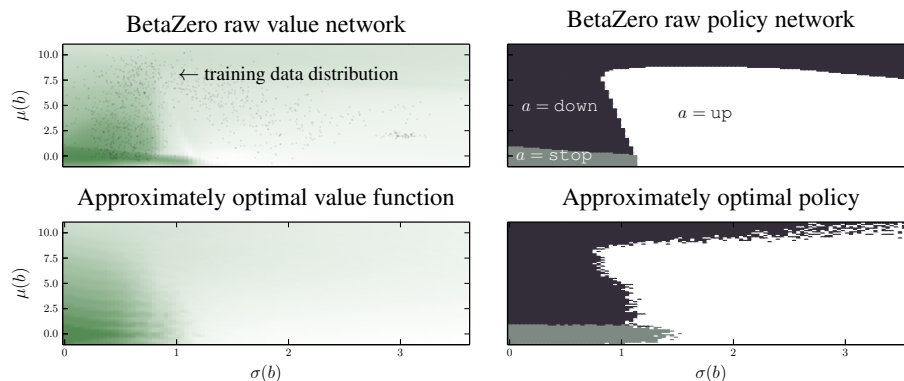 BetaZero raw value network
BetaZero raw policy network
10.0
7.5
5.0
2.5
0.0
μ(b)
← training data distribution
a = down
a = up
a = stop
Approximately optimal value function
Approximately optimal policy
10.0
7.5
5.0
2.5
0.0
μ(b)
0 1 2 3
0 1 2 3
σ(b)
σ(b)